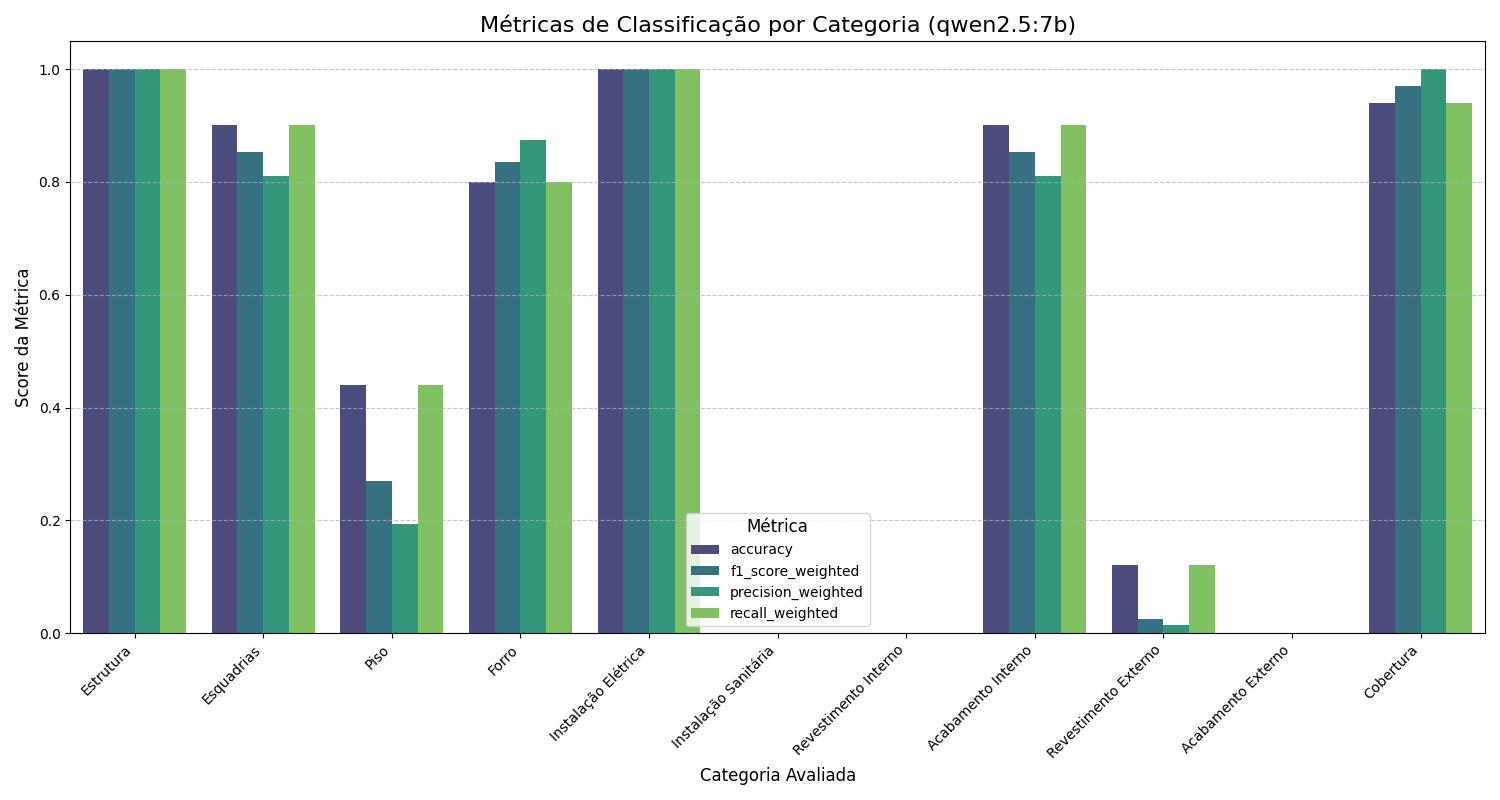 Métricas de Classificação por Categoria (qwen2.5:7b)
Score da Métrica
1.0
0.8
0.6
0.4
0.2
0.0
Métrica
accuracy
f1_score_weighted
precision_weighted
recall_weighted
Estrutura
Esquadrias
Piso
Forro
Instalação Elétrica
Instalação Sanitária
Revestimento Interno
Acabamento Interno
Revestimento Externo
Acabamento Externo
Cobertura
Categoria Avaliada